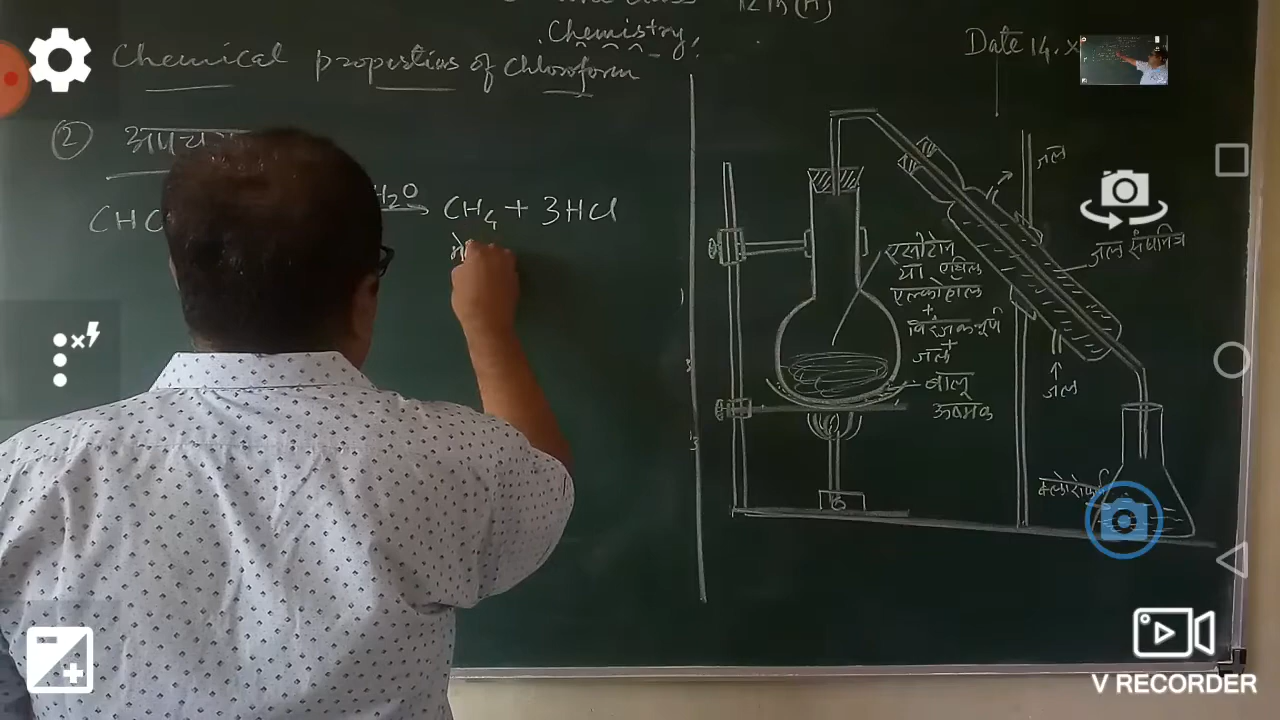 12th (A)
Chemistry
Date 14.x
Chemical properties of chloroform
②
CHC
H₂O
CH₄ + 3HCl
जल
जल संघनित्र
एसीटोन
या एथिल
एल्कोहाल
+
विरंजक चूर्ण
+
जल
बालू
ऊष्मक
जल
क्लोरोफार्म
V RECORDER